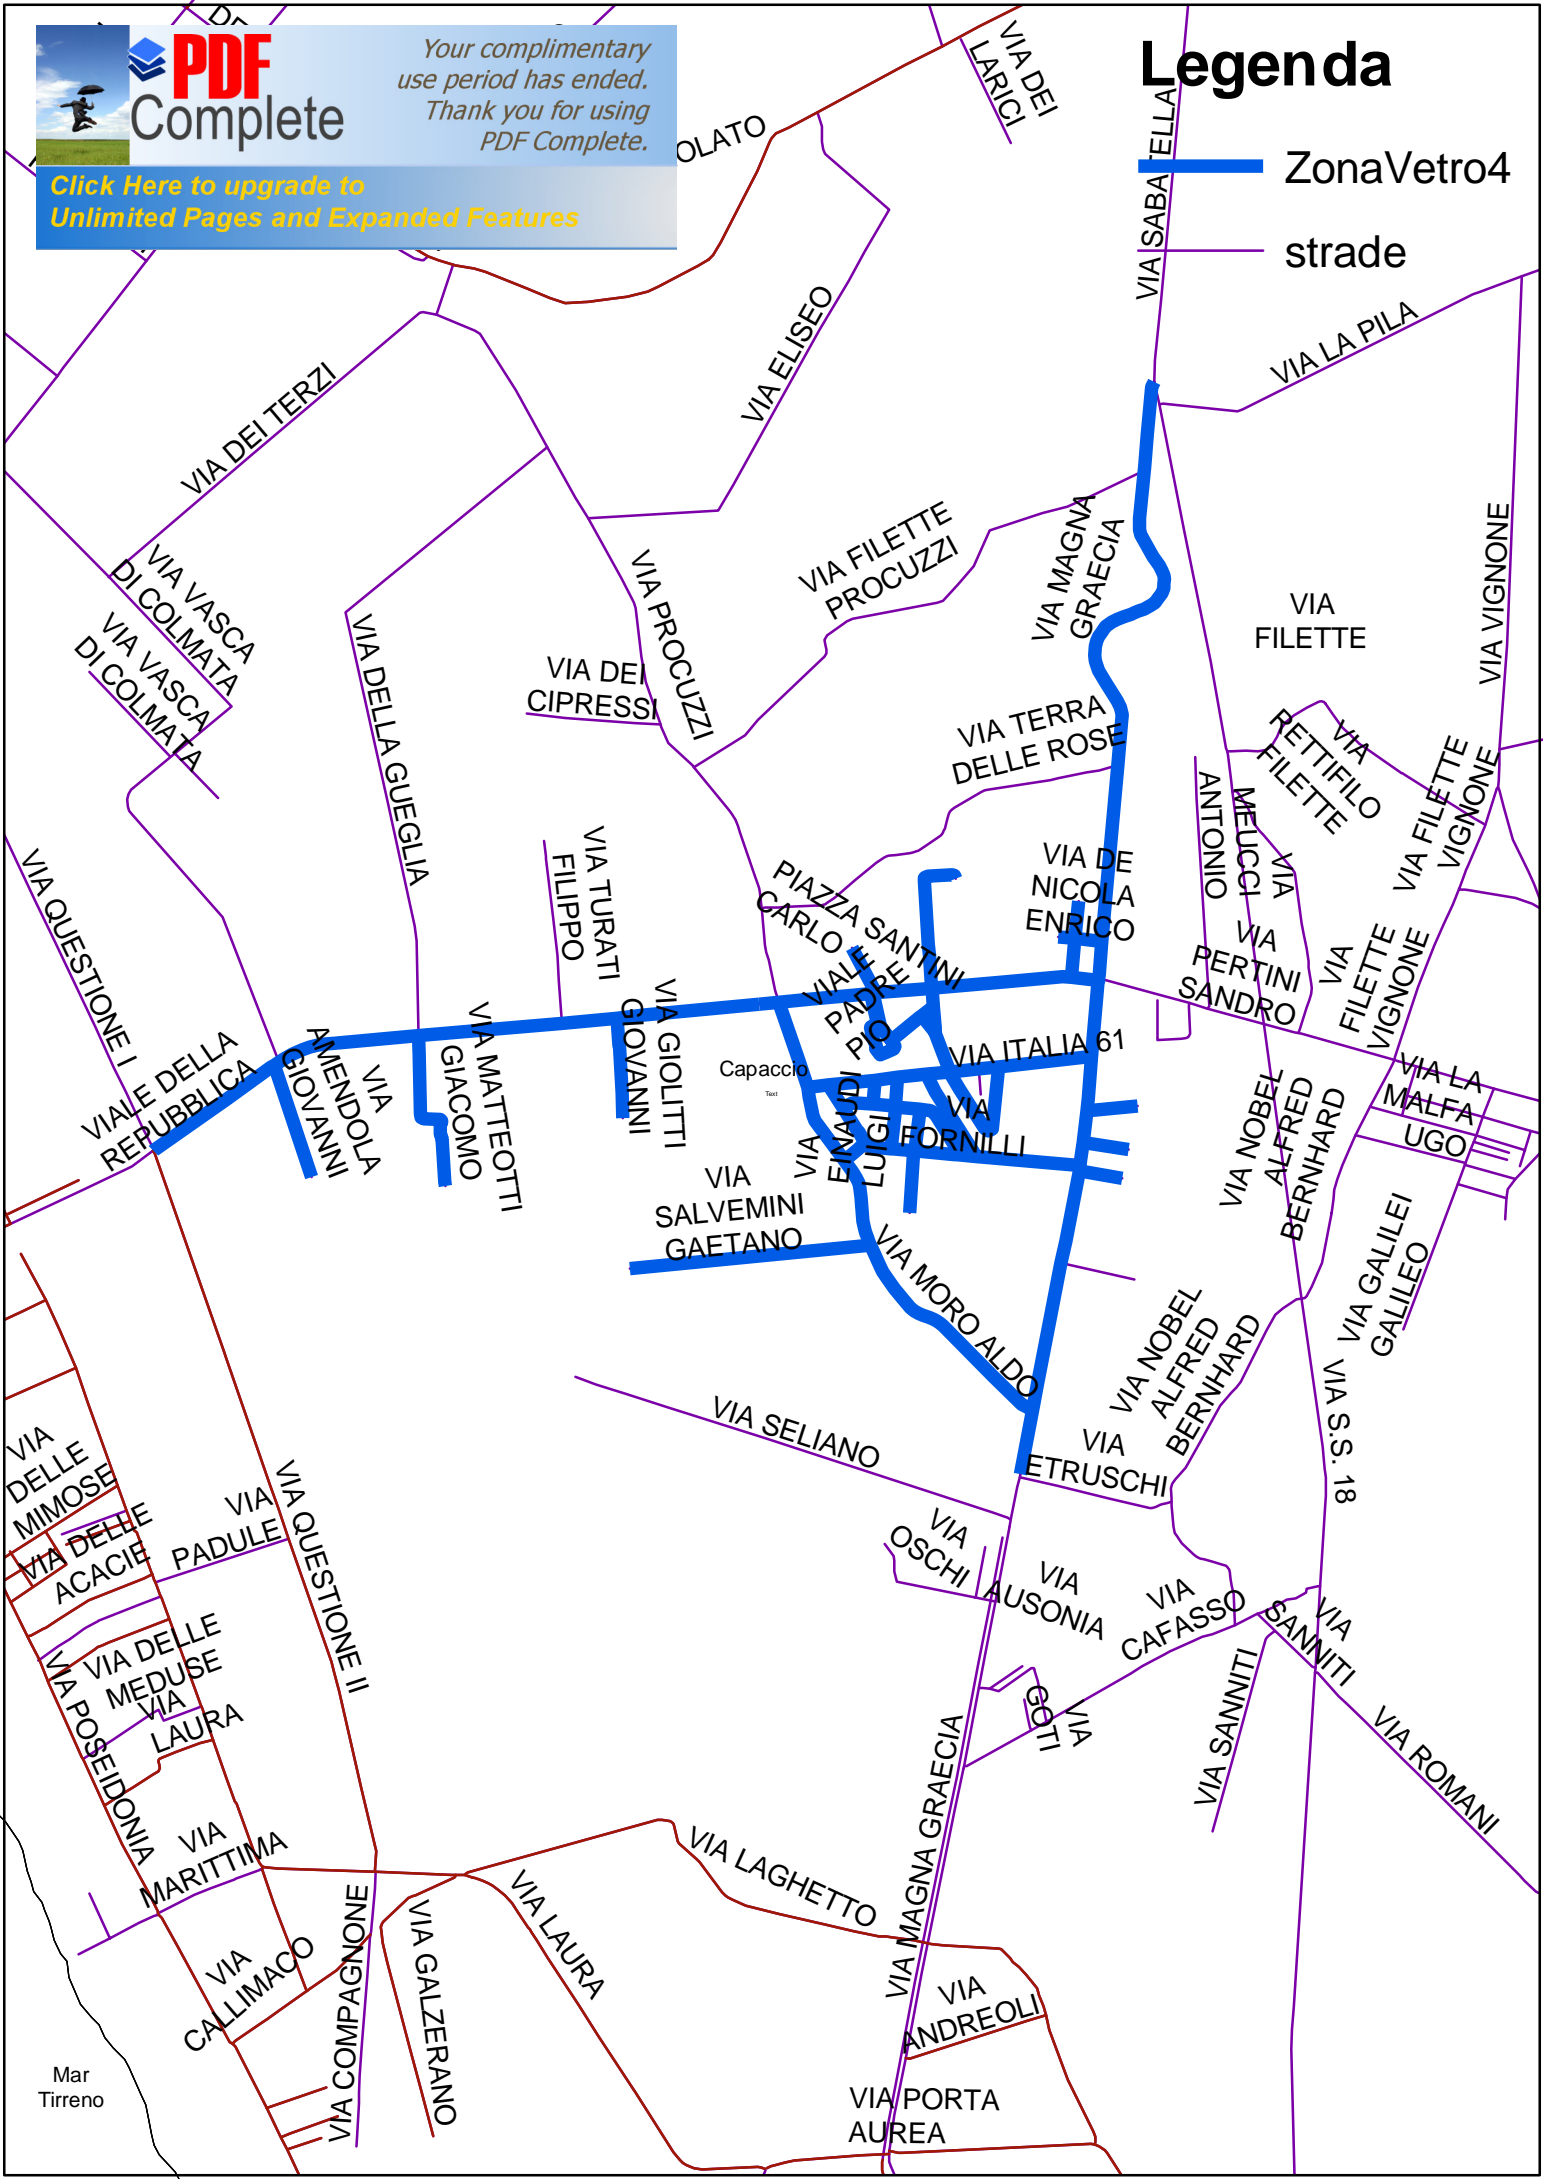 PDF
Complete
Your complimentary
use period has ended.
Thank you for using
PDF Complete.
Click Here to upgrade to
Unlimited Pages and Expanded Features
OLATO
VIA DEI
LARICI
Legenda
ZonaVetro4
strade
VIA LA PILA
VIA ELISEO
VIA DEI TERZI
VIA VASCA
DI COLMATA
VIA VASCA
DI COLMATA
VIA DELLA GUEGLIA
VIA DEI
CIPRESSI
VIA PROCUZZI
VIA FILETTE
PROCUZZI
VIA MAGNA
GRAECIA
VIA
FILETTE
VIA VIGNONE
VIA TERRA
DELLE ROSE
VIA
RETTIFILO
FILETTE
VIA FILETTE
VIGNONE
VIA
MEUCCI
ANTONIO
VIA DE
NICOLA
ENRICO
PIAZZA SANTINI
CARLO
VIALE
PADRE
PIO
VIA TURATI
FILIPPO
VIA QUESTIONE I
VIA
PERTINI
SANDRO
VIA
FILETTE
VIGNONE
VIALE DELLA
REPUBBLICA
VIA
AMENDOLA
GIOVANNI
VIA MATTEOTTI
GIACOMO
VIA GIOLITTI
GIOVANNI
Capaccio
Text
VIA ITALIA 61
VIA
FORNILLI
VIA
EINAUDI
LUIGI
VIA
SALVEMINI
GAETANO
VIA MORO ALDO
VIA NOBEL
ALFRED
BERNHARD
VIA LA
MALFA
UGO
VIA GALILEI
GALILEO
VIA NOBEL
ALFRED
BERNHARD
VIA S.S. 18
VIA SELIANO
VIA
ETRUSCHI
VIA
DELLE
MIMOSE
VIA DELLE
ACACIE
VIA
PADULE
VIA QUESTIONE II
VIA
OSCHI
VIA
AUSONIA
VIA
CAFASSO
VIA
SANNITI
VIA SANNITI
VIA ROMANI
VIA
GOTI
VIA DELLE
MEDUSE
VIA
LAURA
VIA POSEIDONIA
VIA
MARITTIMA
VIA LAGHETTO
VIA MAGNA GRAECIA
VIA LAURA
VIA GALZERANO
VIA COMPAGNONE
VIA
CALLIMACO
VIA
ANDREOLI
VIA PORTA
AUREA
Mar
Tirreno